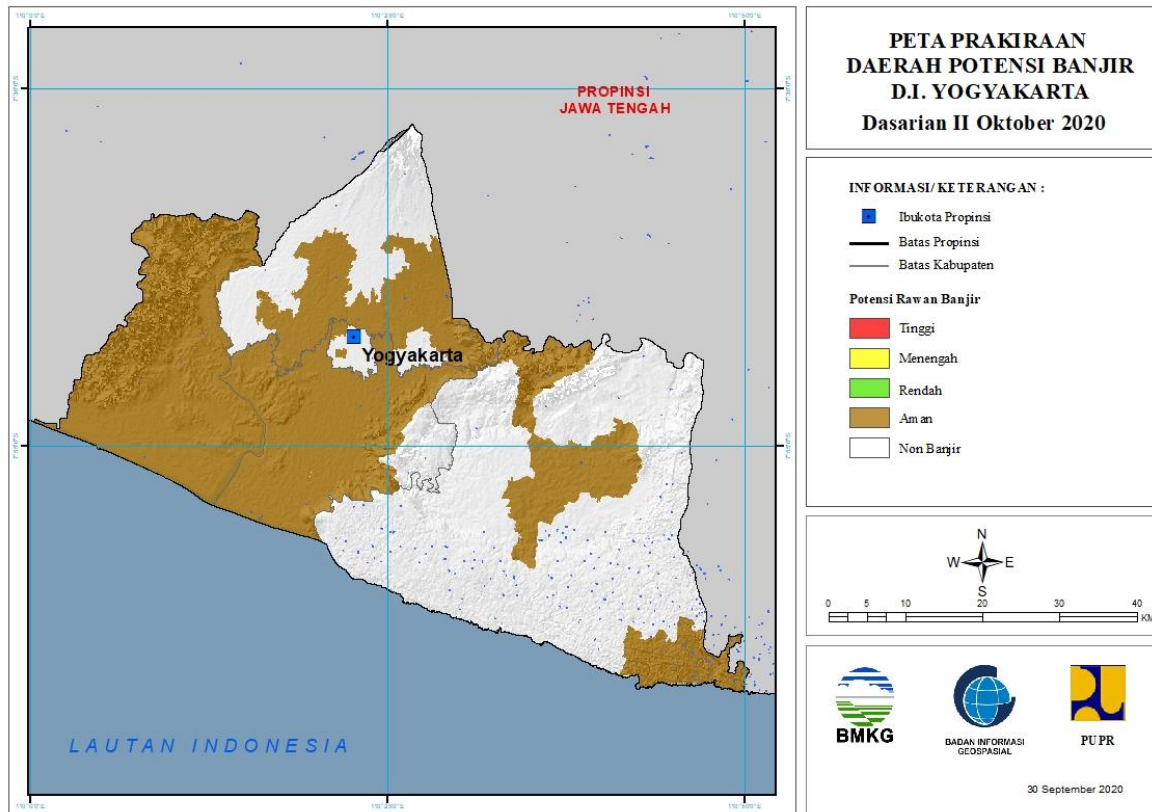 PROPINSI
JAWA TENGAH
Yogyakarta
LAUTAN INDONESIA
PETA PRAKIRAAN
DAERAH POTENSI BANJIR
D.I. YOGYAKARTA
Dasarian II Oktober 2020
INFORMASI/ KETERANGAN :
Ibukota Propinsi
Batas Propinsi
Batas Kabupaten
Potensi Rawan Banjir
Tinggi
Menengah
Rendah
Aman
Non Banjir
N
W E
S
0 5 10 20 30 40
KM
BMKG
BADAN INFORMASI
GEOSPASIAL
PUPR
30 September 2020